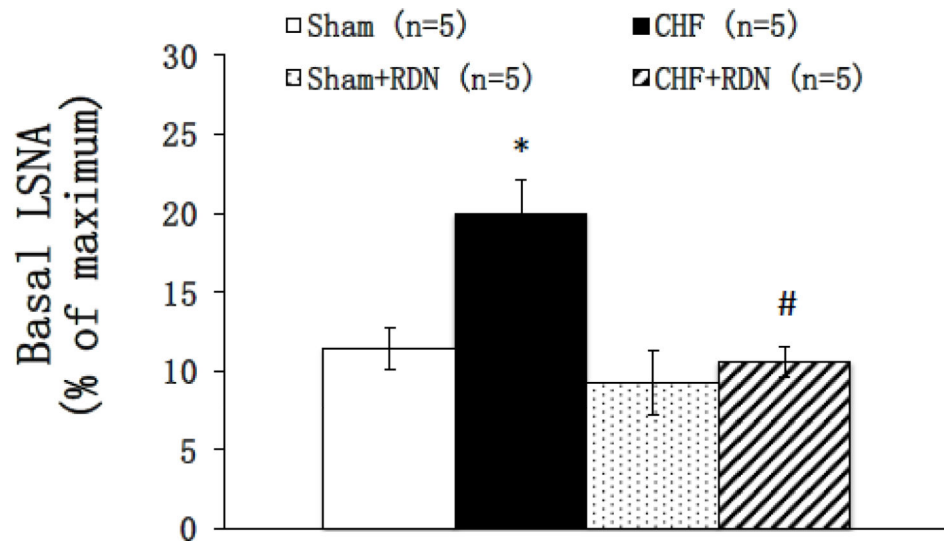 □ Sham (n=5) ■ CHF (n=5)
Sham+RDN (n=5) CHF+RDN (n=5)
Basal LSNA
(% of maximum)
30
25
20
15
10
5
0
*
#